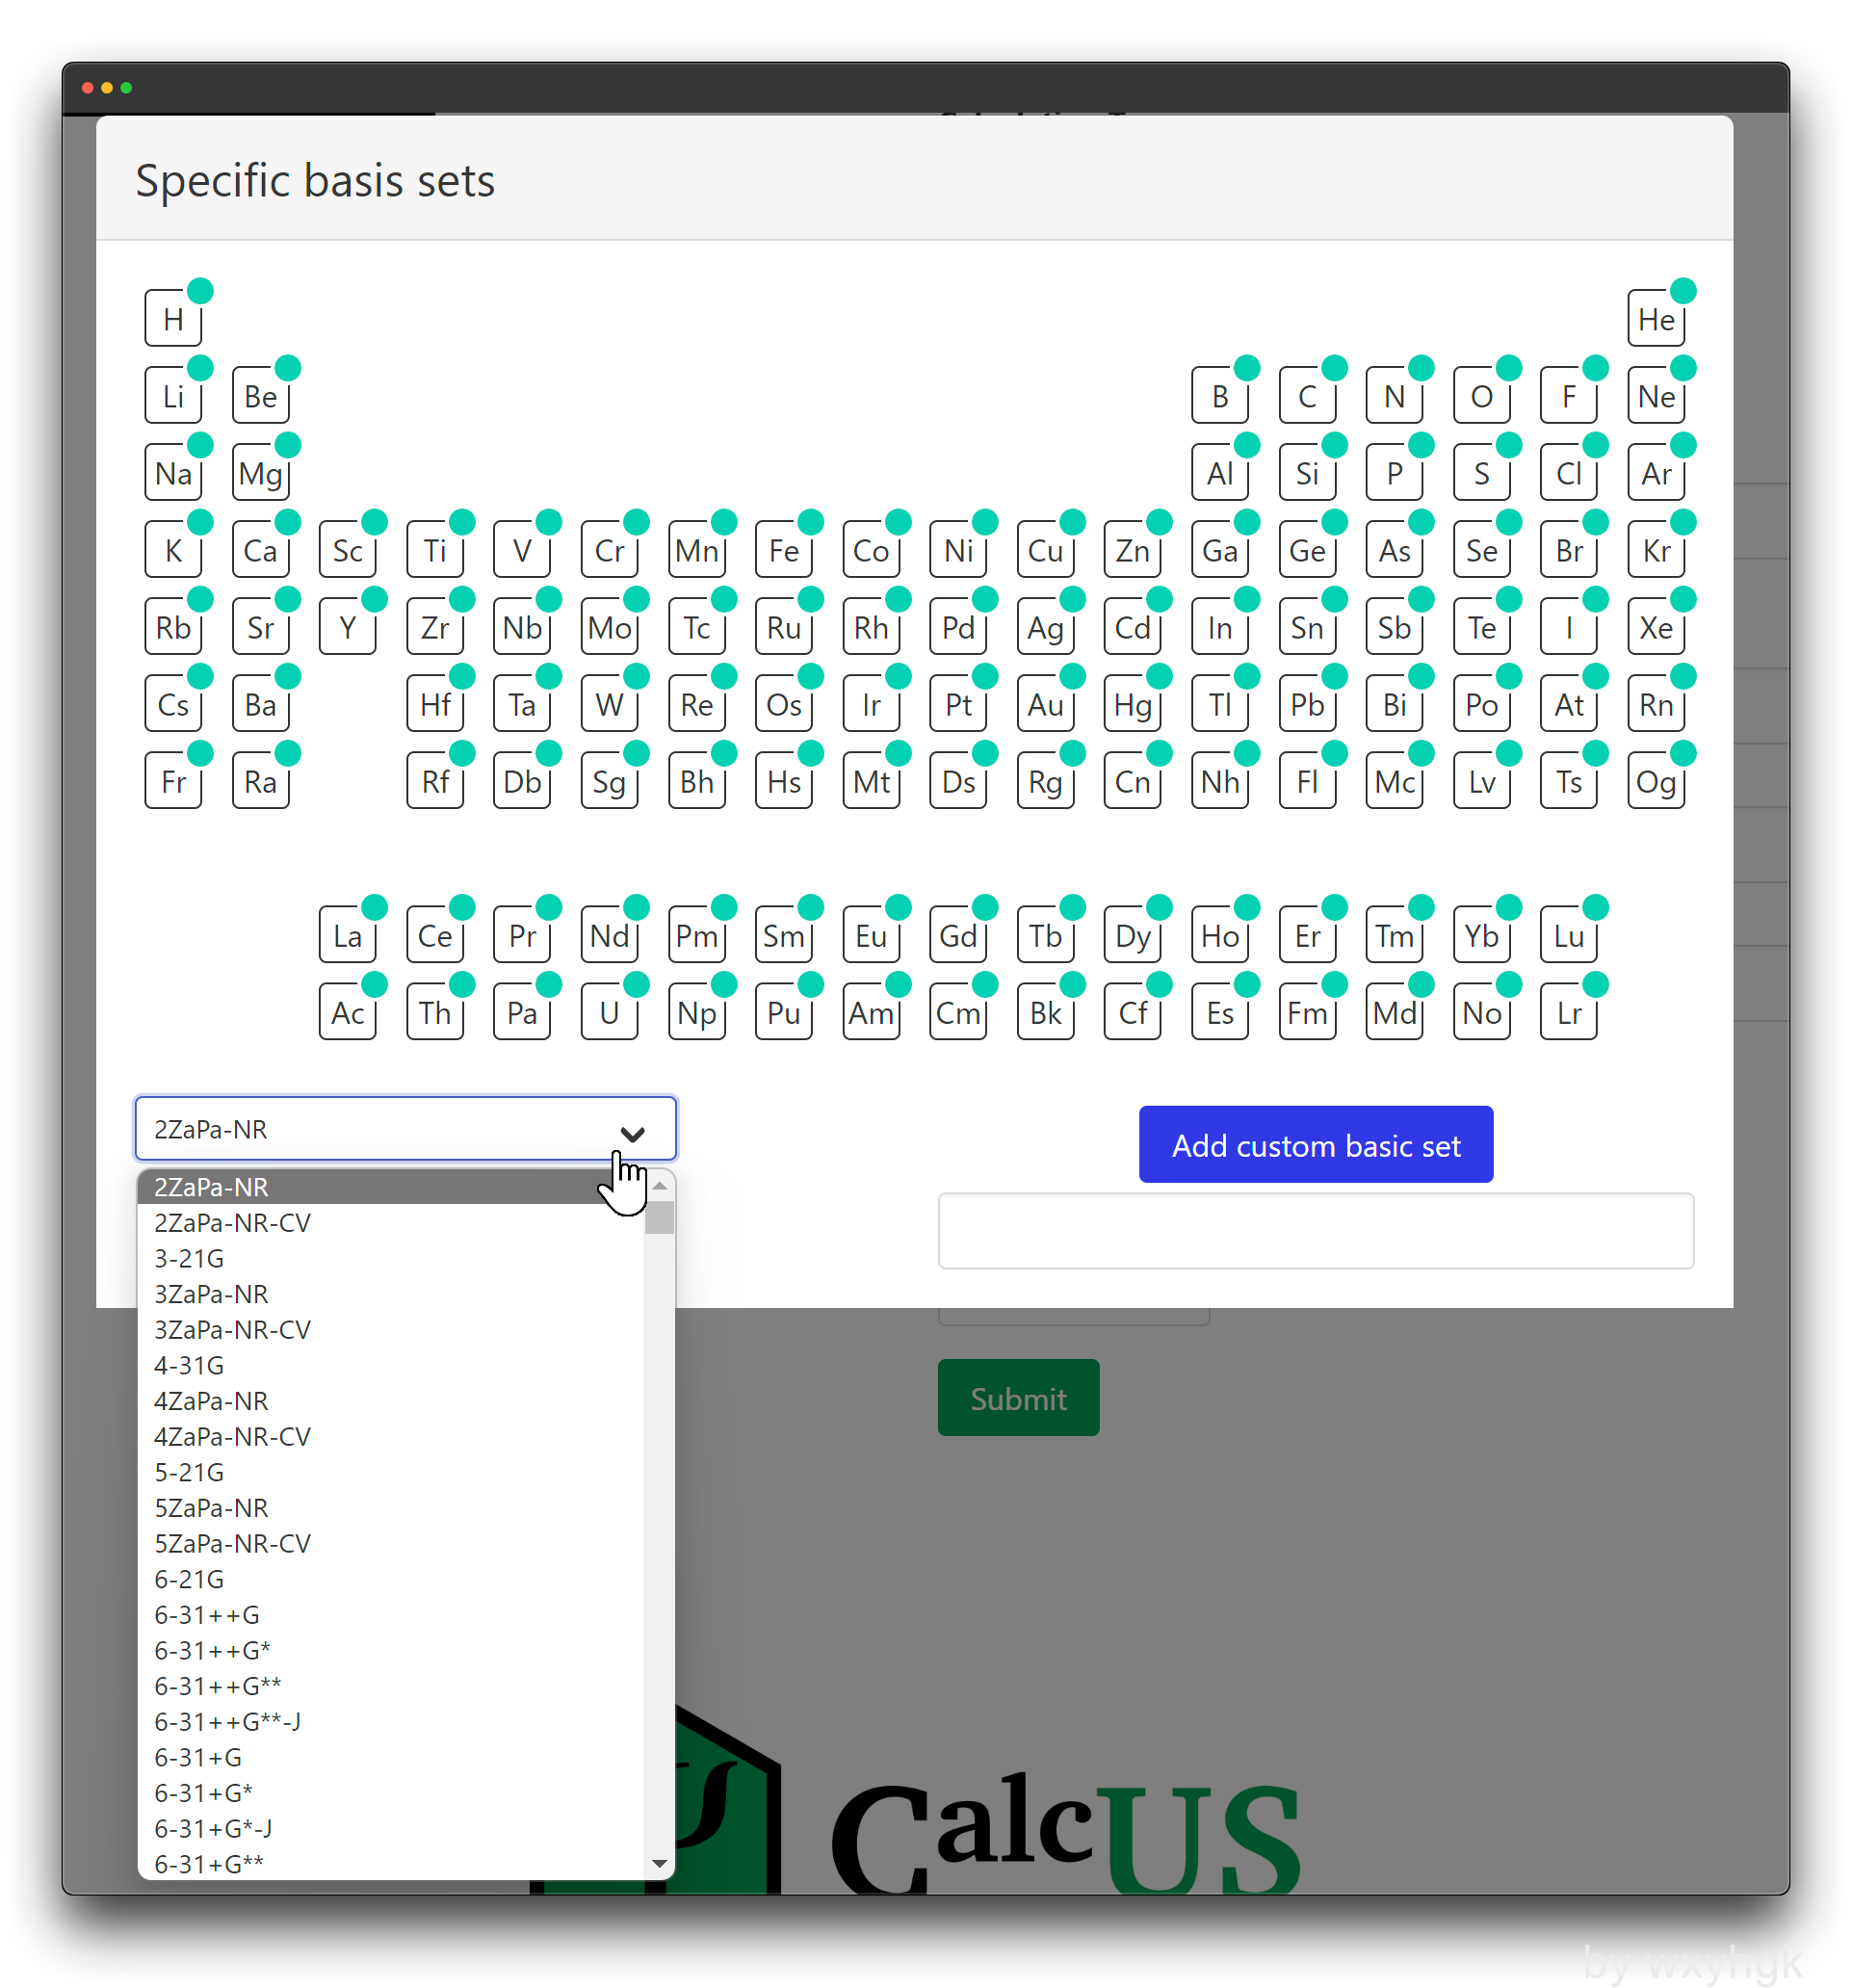 Specific basis sets
H He
Li Be B C N O F Ne
Na Mg Al Si P S Cl Ar
K Ca Sc Ti V Cr Mn Fe Co Ni Cu Zn Ga Ge As Se Br Kr
Rb Sr Y Zr Nb Mo Tc Ru Rh Pd Ag Cd In Sn Sb Te I Xe
Cs Ba Hf Ta W Re Os Ir Pt Au Hg Tl Pb Bi Po At Rn
Fr Ra Rf Db Sg Bh Hs Mt Ds Rg Cn Nh Fl Mc Lv Ts Og
La Ce Pr Nd Pm Sm Eu Gd Tb Dy Ho Er Tm Yb Lu
Ac Th Pa U Np Pu Am Cm Bk Cf Es Fm Md No Lr
2ZaPa-NR
Add custom basic set
2ZaPa-NR
2ZaPa-NR-CV
3-21G
3ZaPa-NR
3ZaPa-NR-CV
4-31G
4ZaPa-NR
4ZaPa-NR-CV
5-21G
5ZaPa-NR
5ZaPa-NR-CV
6-21G
6-31++G
6-31++G*
6-31++G**
6-31++G**-J
6-31+G
6-31+G*
6-31+G*-J
6-31+G**
Submit
CalcUS
by wxyhgk